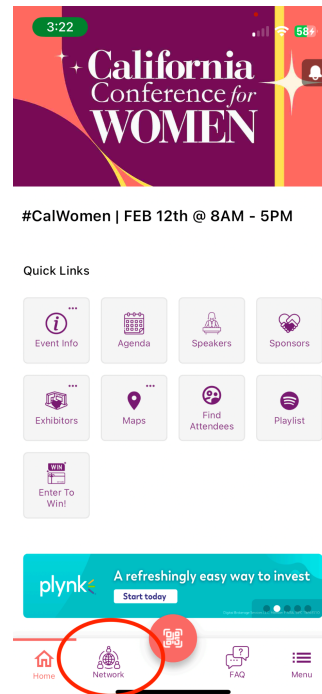 3:22
58
California
Conference for
WOMEN
#CalWomen | FEB 12th @ 8AM - 5PM
Quick Links
Event Info
Agenda
Speakers
Sponsors
Exhibitors
Maps
Find
Attendees
Playlist
WIN
Enter To
Win!
plynk
A refreshingly easy way to invest
Start today
Home
Network
?
FAQ
Menu